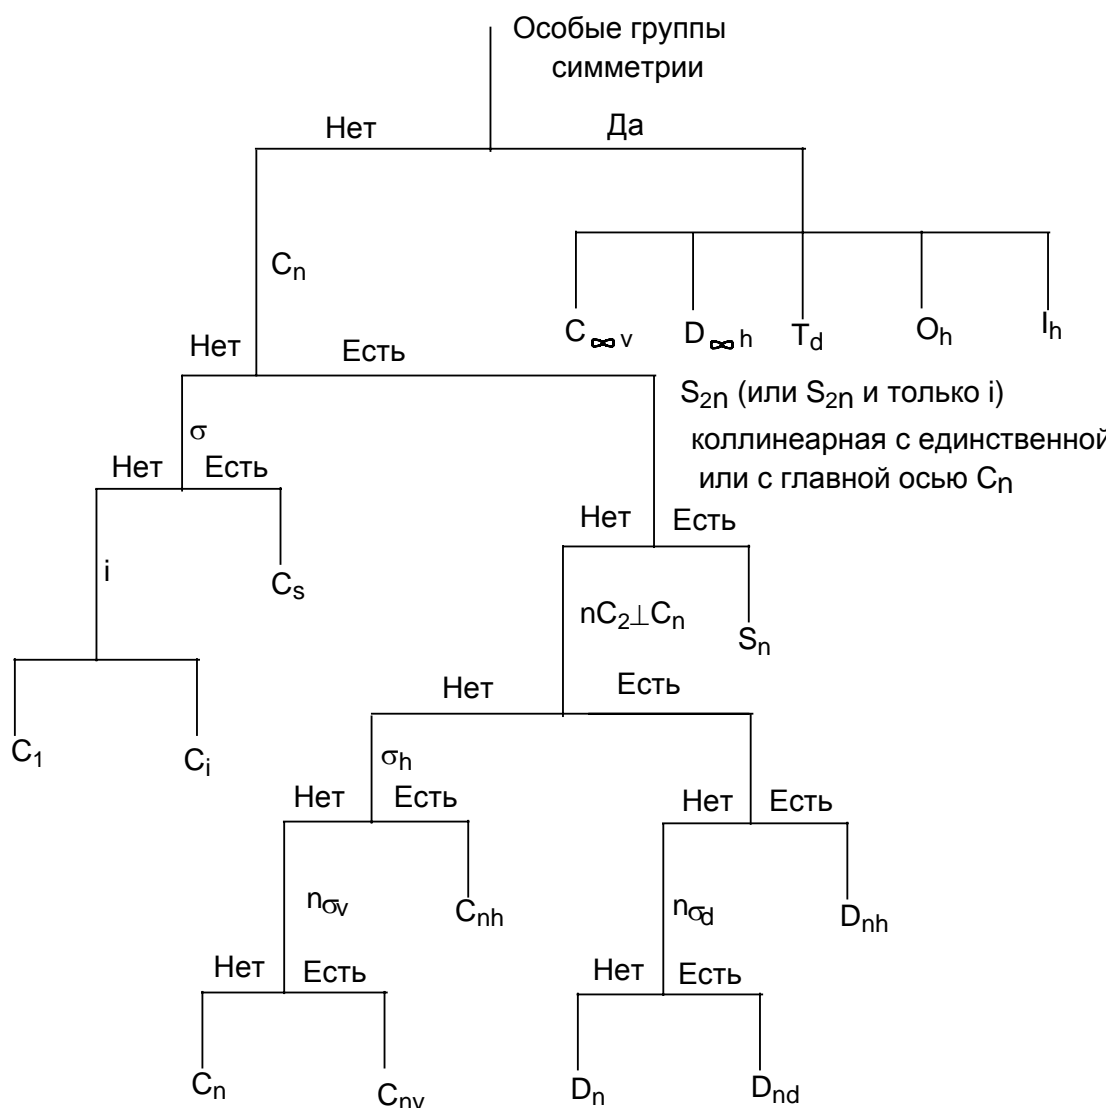 Особые группы
симметрии
Нет
Да
Cn
C∞v
D∞h
Td
Oh
Ih
Нет
Есть
S2n (или S2n и только i)
коллинеарная с единственной
или с главной осью Cn
σ
Нет
Есть
Нет
Есть
i
Cs
nC2⊥Cn
Sn
Нет
Есть
C1
Ci
σh
Нет
Есть
Нет
Есть
nσv
Cnh
nσd
Dnh
Нет
Есть
Нет
Есть
Cn
Cnv
Dn
Dnd